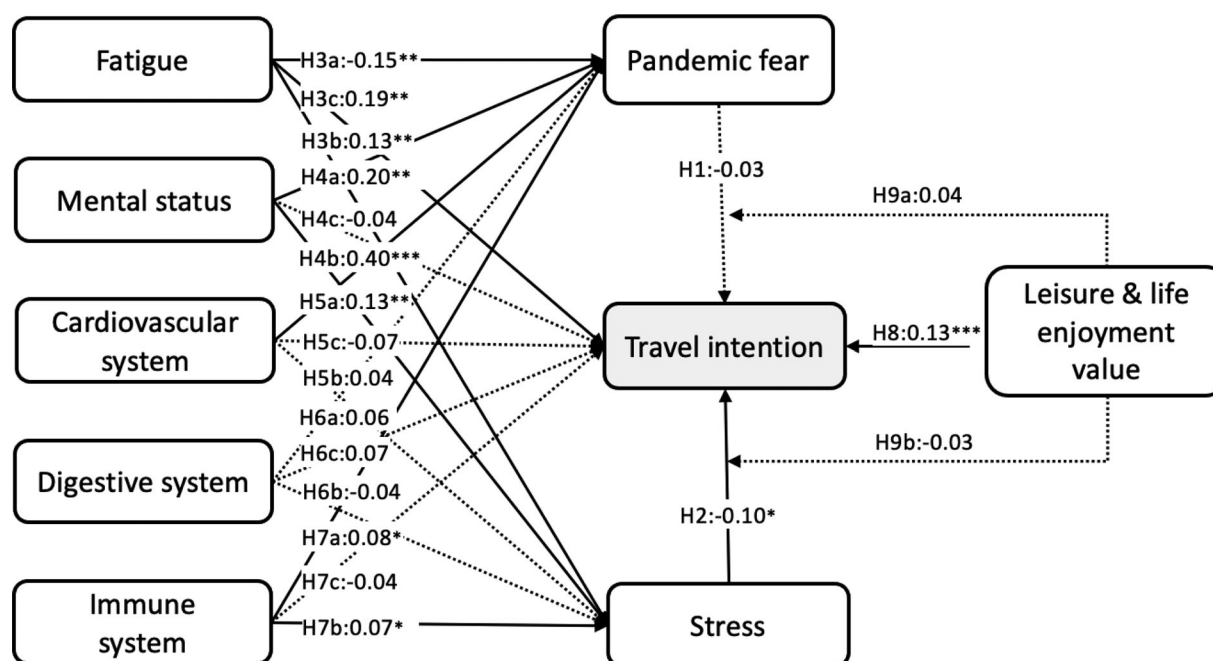 Fatigue
Mental status
Cardiovascular
system
Digestive system
Immune
system
H3a:-0.15**
H3c:0.19**
H3b:0.13**
H4a:0.20**
H4c:-0.04
H4b:0.40***
H5a:0.13**
H5c:-0.07
H5b:0.04
H6a:0.06
H6c:0.07
H6b:-0.04
H7a:0.08*
H7c:-0.04
H7b:0.07*
Pandemic fear
H1:-0.03
Travel intention
H2:-0.10*
Stress
H9a:0.04
H8:0.13***
H9b:-0.03
Leisure & life
enjoyment
value